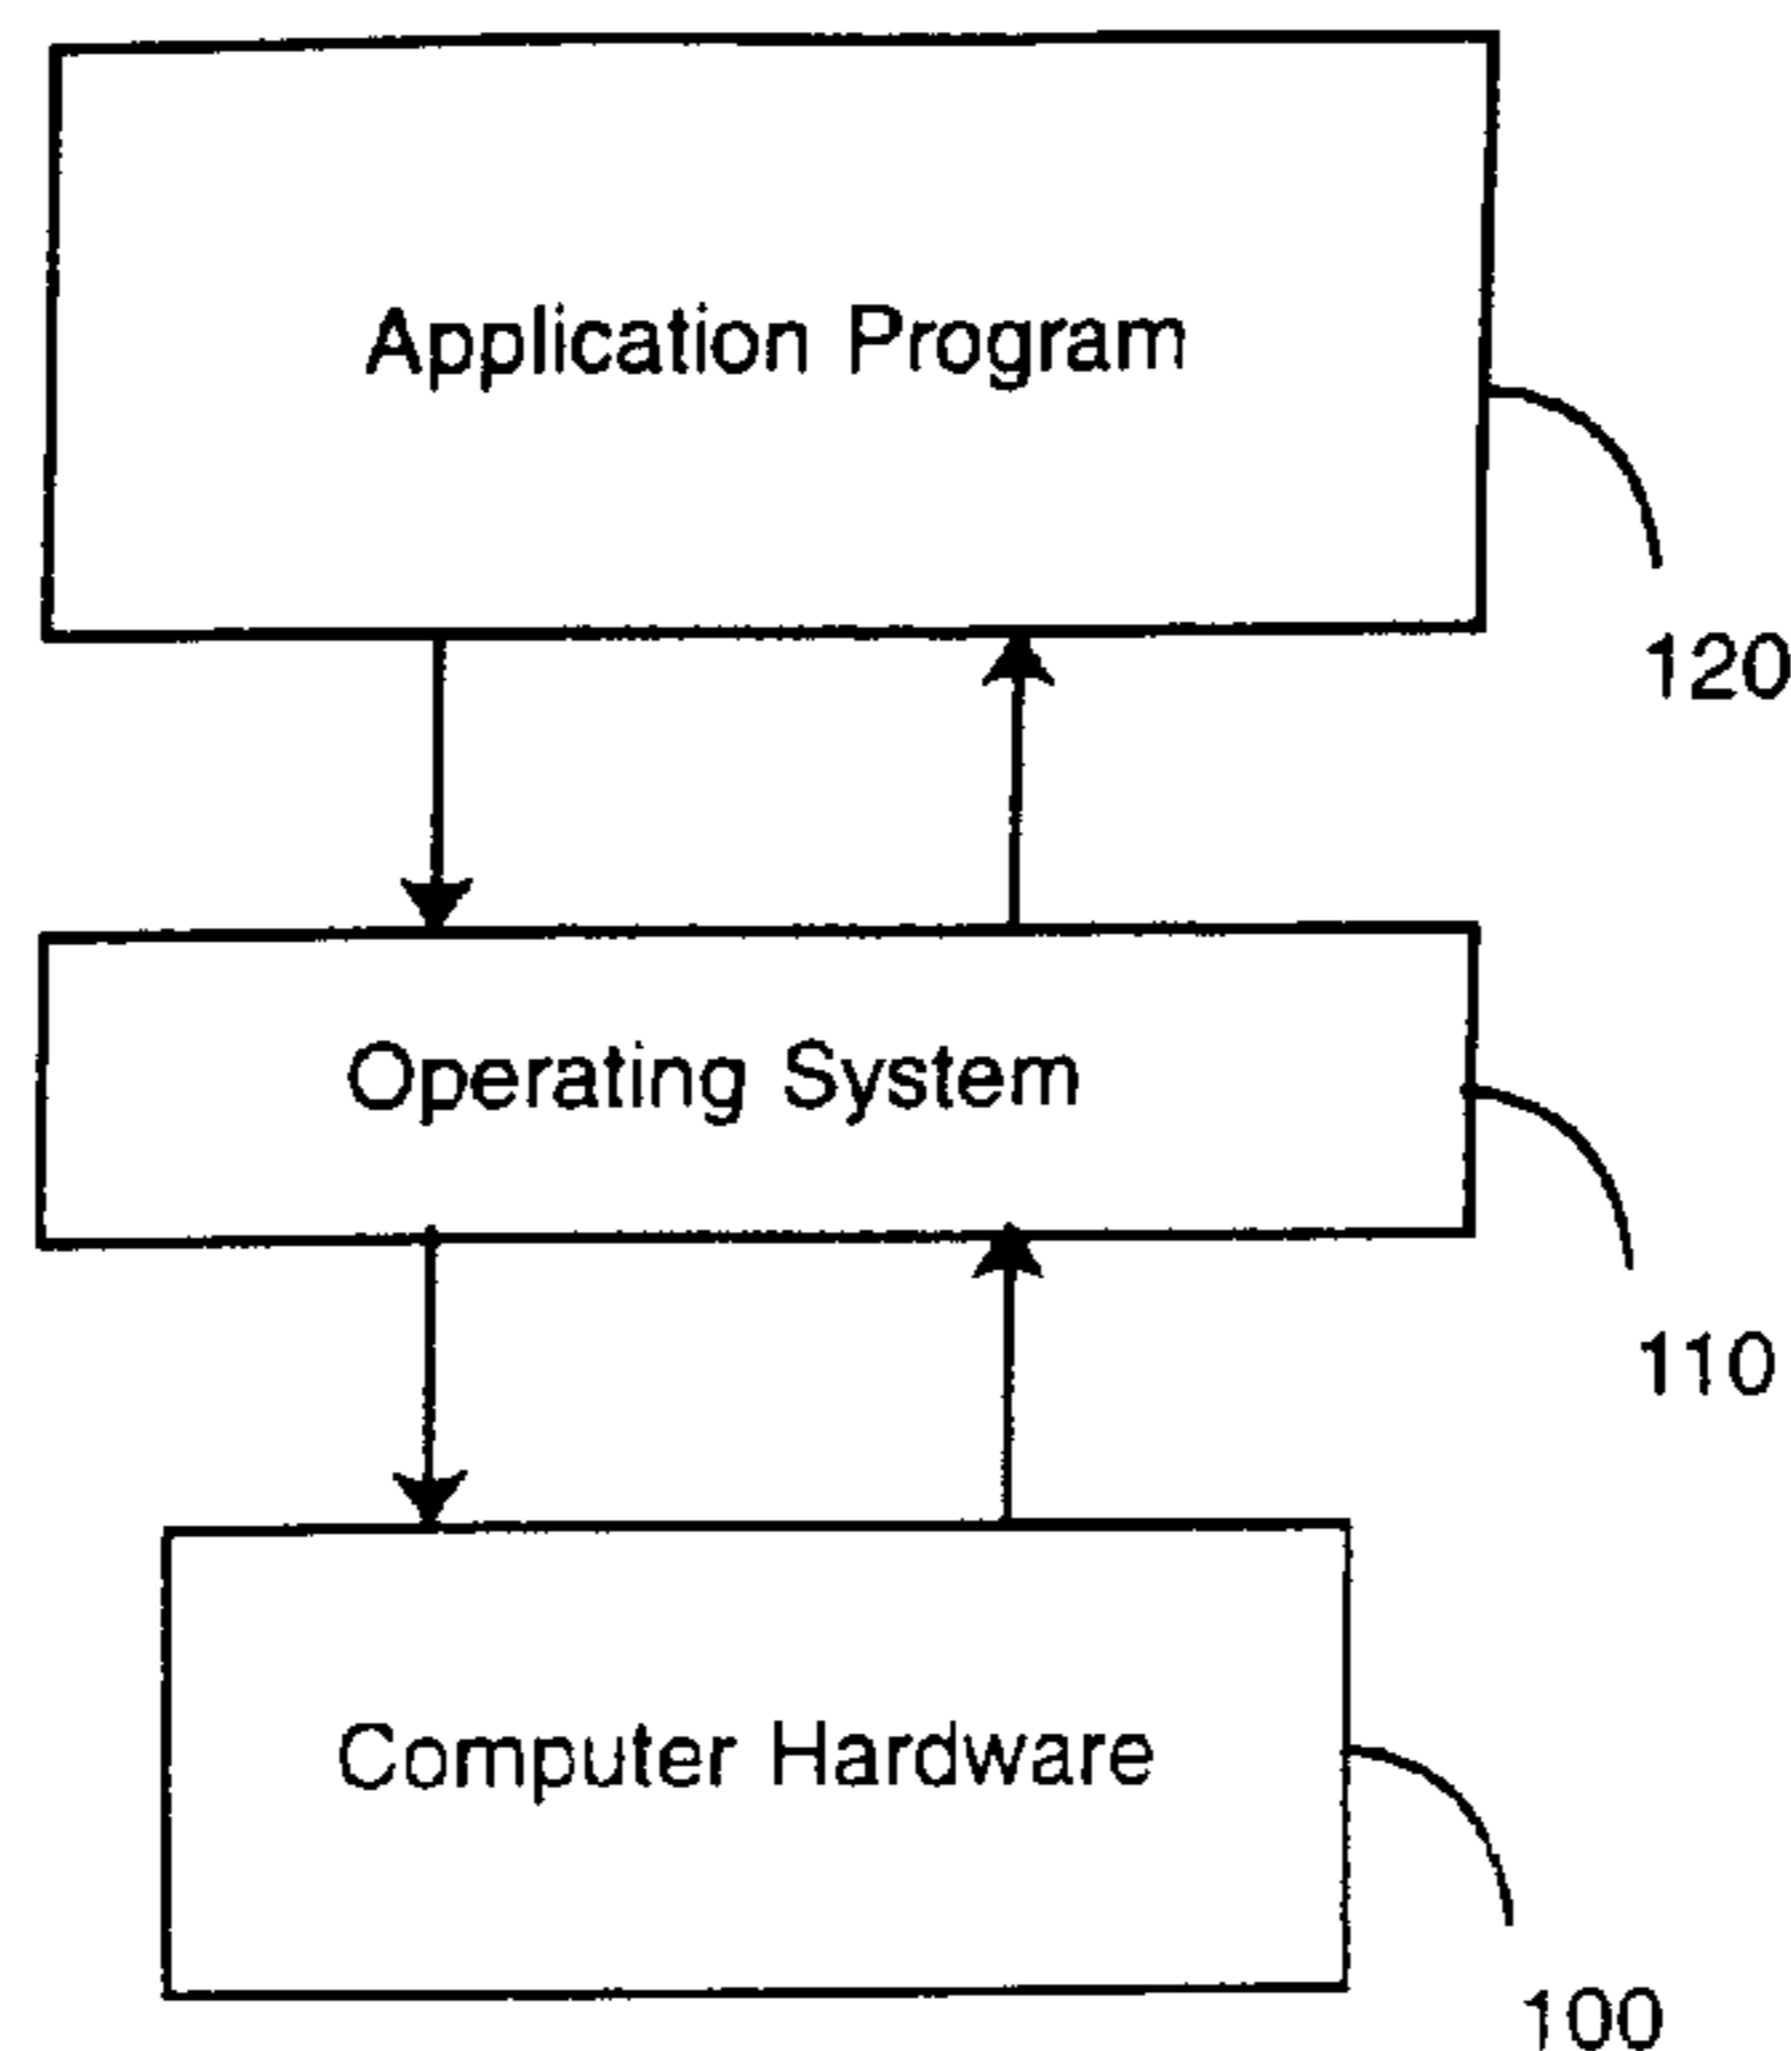 Application Program
120
Operating System
110
Computer Hardware
100